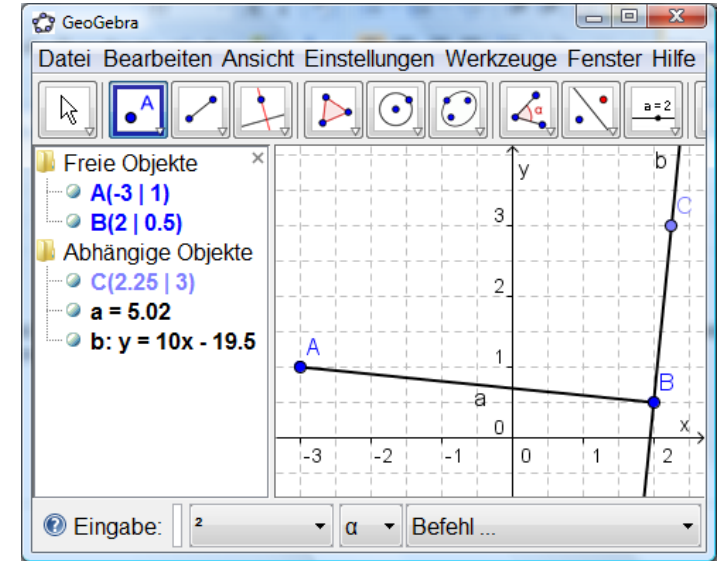 GeoGebra
Datei Bearbeiten Ansicht Einstellungen Werkzeuge Fenster Hilfe
A
α
a = 2
Freie Objekte
A(-3 | 1)
B(2 | 0.5)
Abhängige Objekte
C(2.25 | 3)
a = 5.02
b: y = 10x - 19.5
y
b
3
C
2
A
1
B
a
0
x
-3 -2 -1 0 1 2
Eingabe: ² α Befehl ...